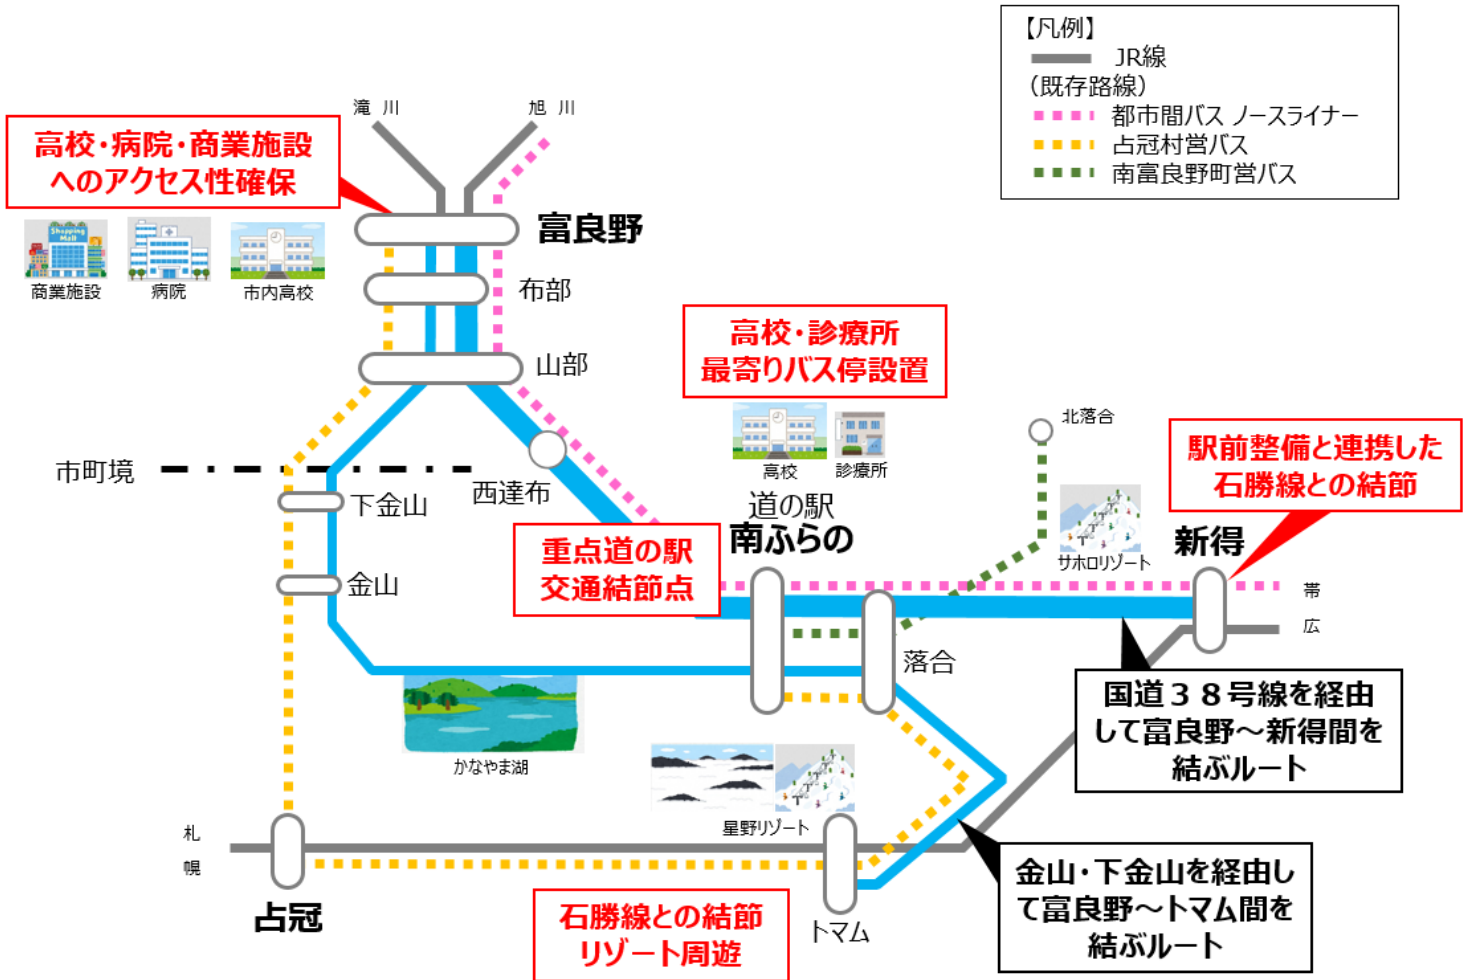 【凡例】
JR線
(既存路線)
都市間バス ノースライナー
占冠村営バス
南富良野町営バス
滝 川
旭 川
高校・病院・商業施設
へのアクセス性確保
Shopping
Mall
商業施設
病院
市内高校
富良野
布部
山部
高校・診療所
最寄りバス停設置
高校
診療所
北落合
駅前整備と連携した
石勝線との結節
市町境
西達布
下金山
道の駅
南ふらの
重点道の駅
交通結節点
サホロリゾート
新得
金山
帯
広
落合
国道３８号線を経由
して富良野～新得間を
結ぶルート
かなやま湖
星野リゾート
札
幌
占冠
トマム
石勝線との結節
リゾート周遊
金山・下金山を経由し
て富良野～トマム間を
結ぶルート